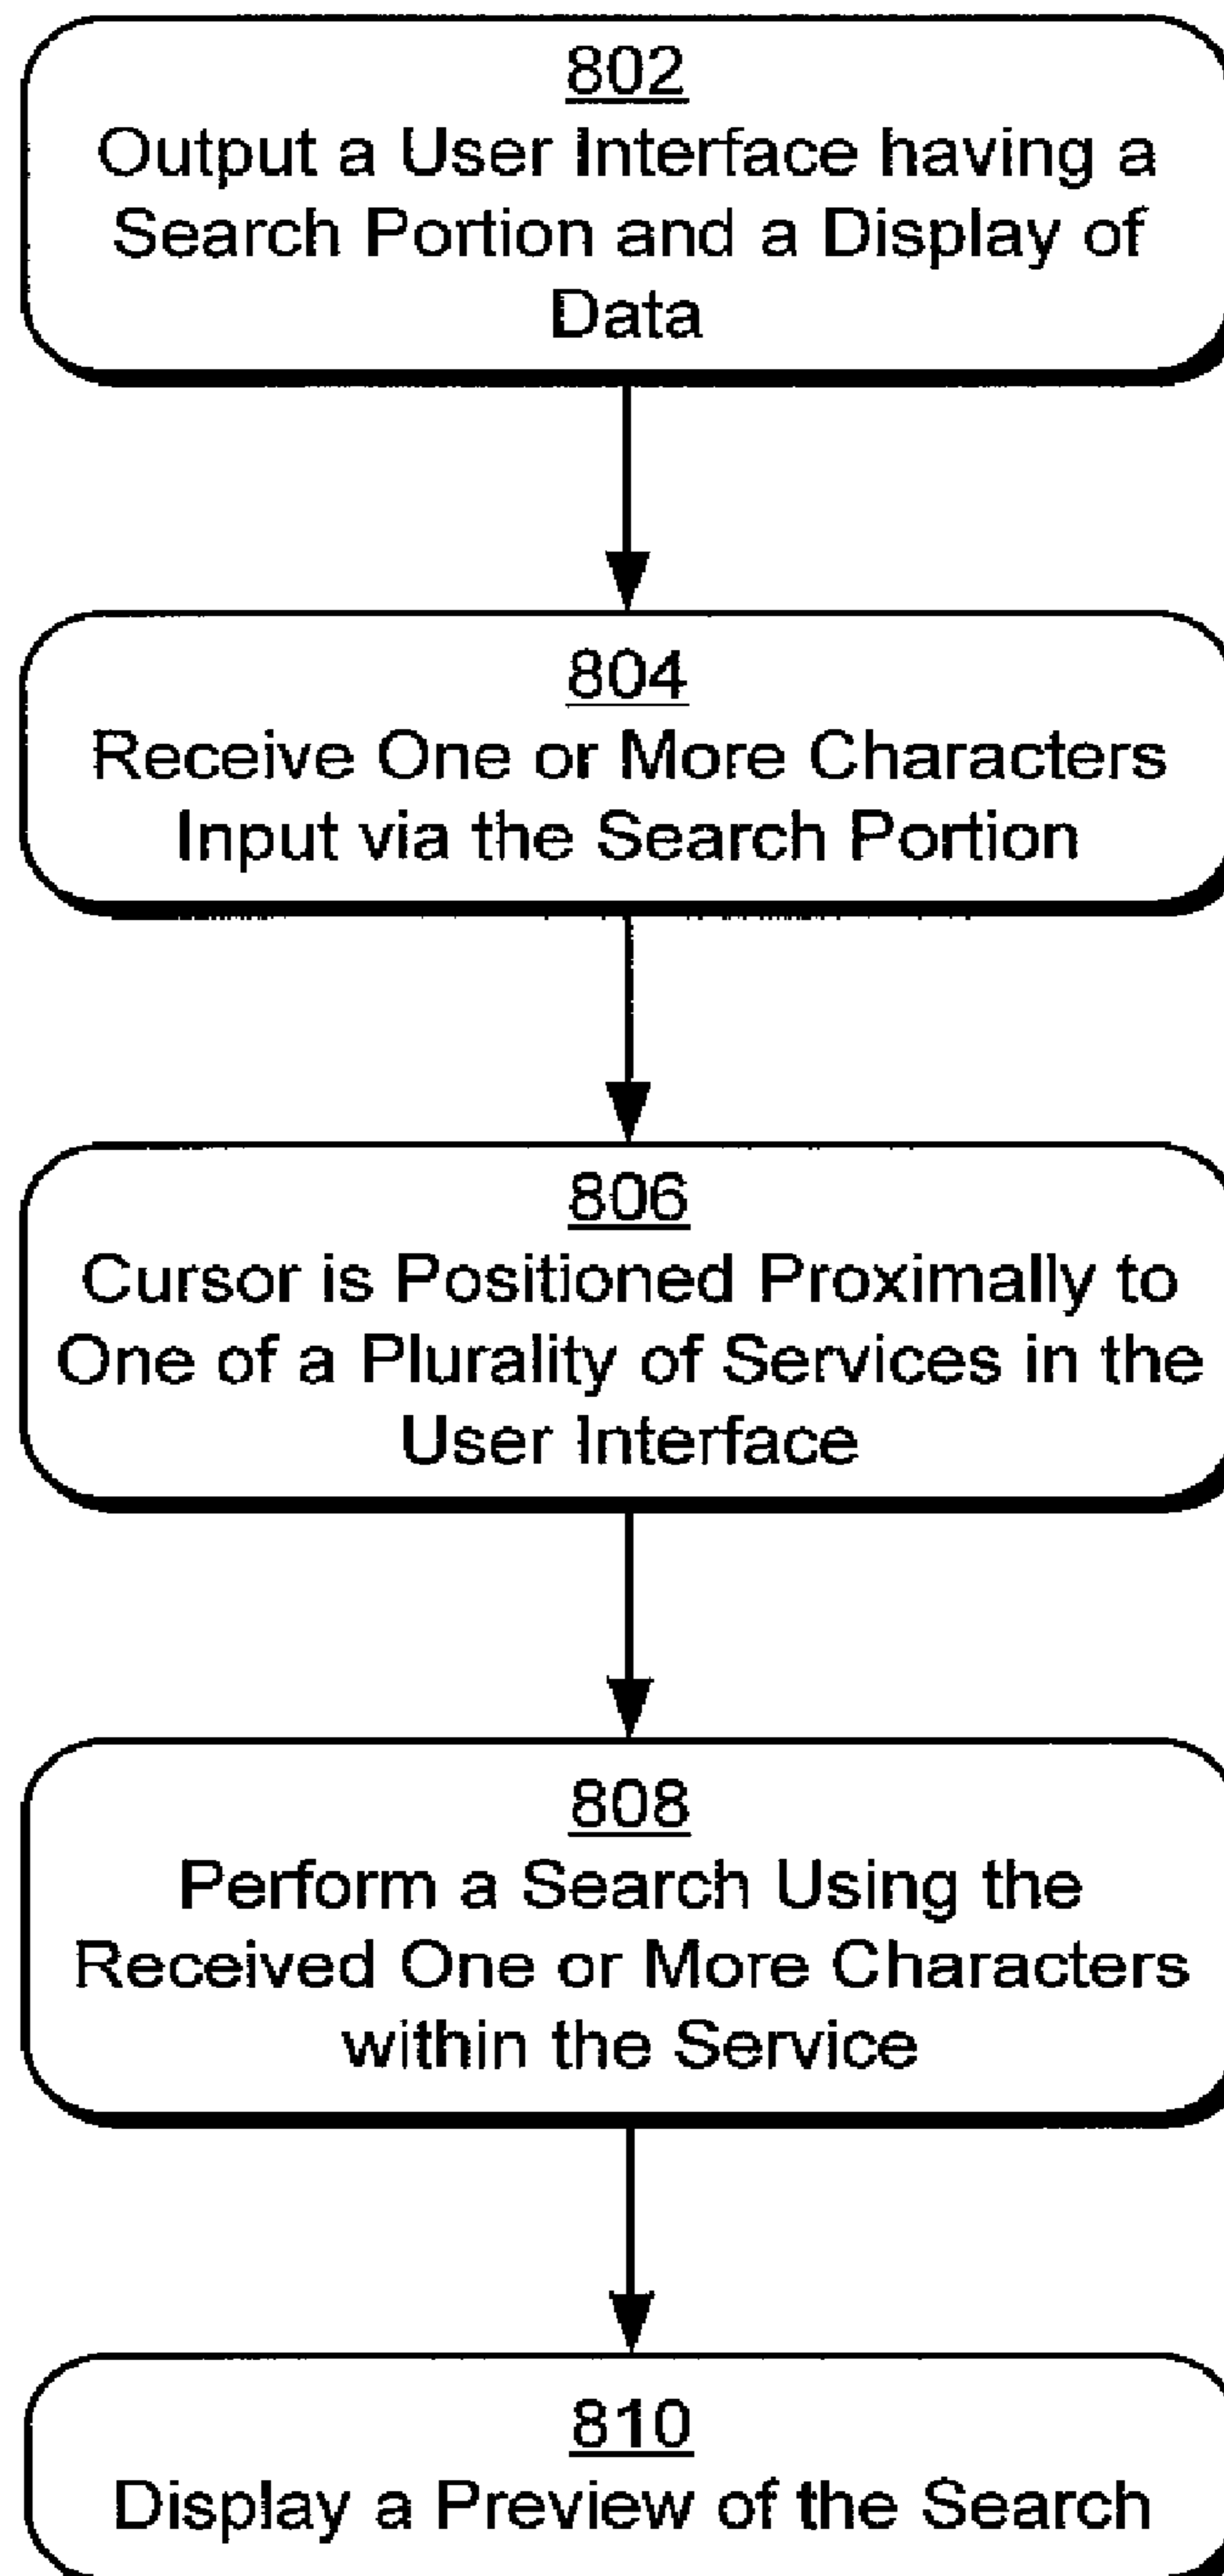 802
Output a User Interface having a
Search Portion and a Display of
Data
804
Receive One or More Characters
Input via the Search Portion
806
Cursor is Positioned Proximally to
One of a Plurality of Services in the
User Interface
808
Perform a Search Using the
Received One or More Characters
within the Service
810
Display a Preview of the Search